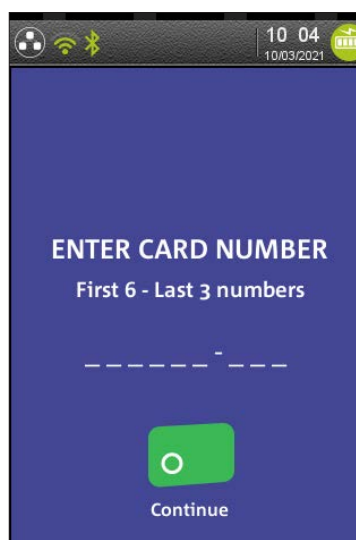 10 04
10/03/2021
ENTER CARD NUMBER
First 6 - Last 3 numbers
_ _ _ _ _ _ - _ _ _
Continue